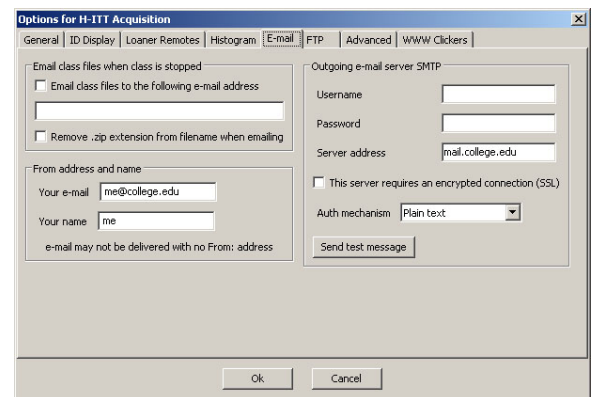 Options for H-ITT Acquisition
General ID Display Loaner Remotes Histogram E-mail FTP Advanced WWW Clickers
Email class files when class is stopped
Email class files to the following e-mail address
Remove .zip extension from filename when emailing
From address and name
Your e-mail me@college.edu
Your name me
e-mail may not be delivered with no From: address
Outgoing e-mail server SMTP
Username
Password
Server address mail.college.edu
This server requires an encrypted connection (SSL)
Auth mechanism Plain text
Send test message
Ok Cancel